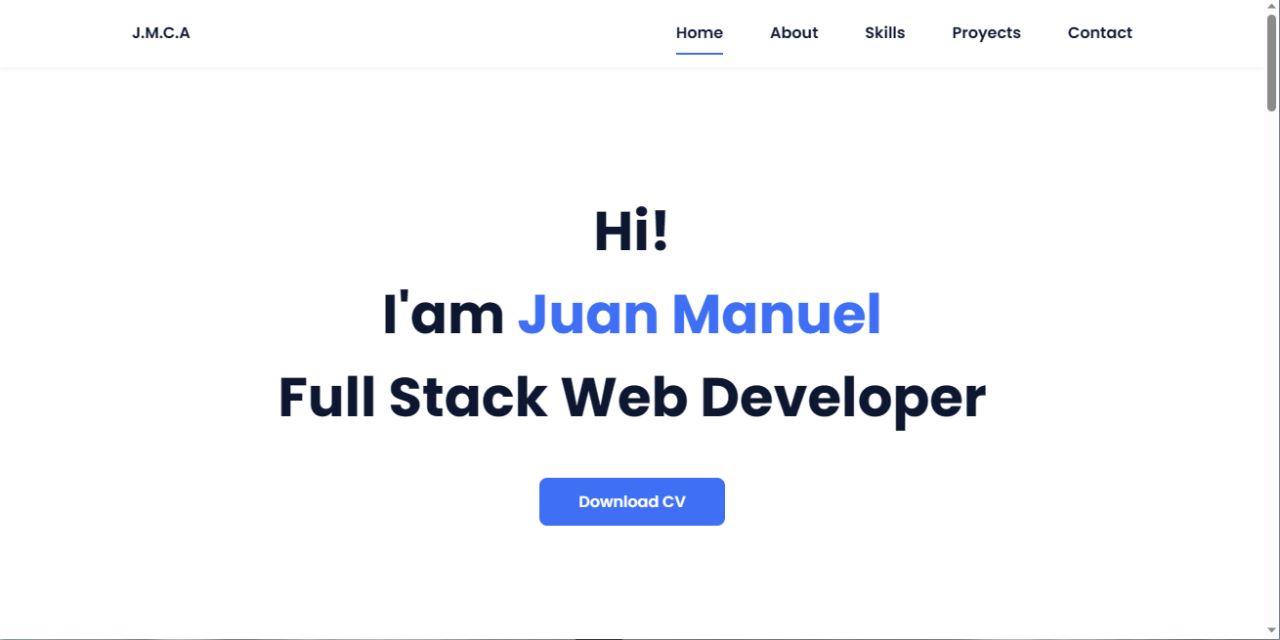 J.M.C.A Home About Skills Proyects Contact
Hi!
I'am Juan Manuel
Full Stack Web Developer
Download CV